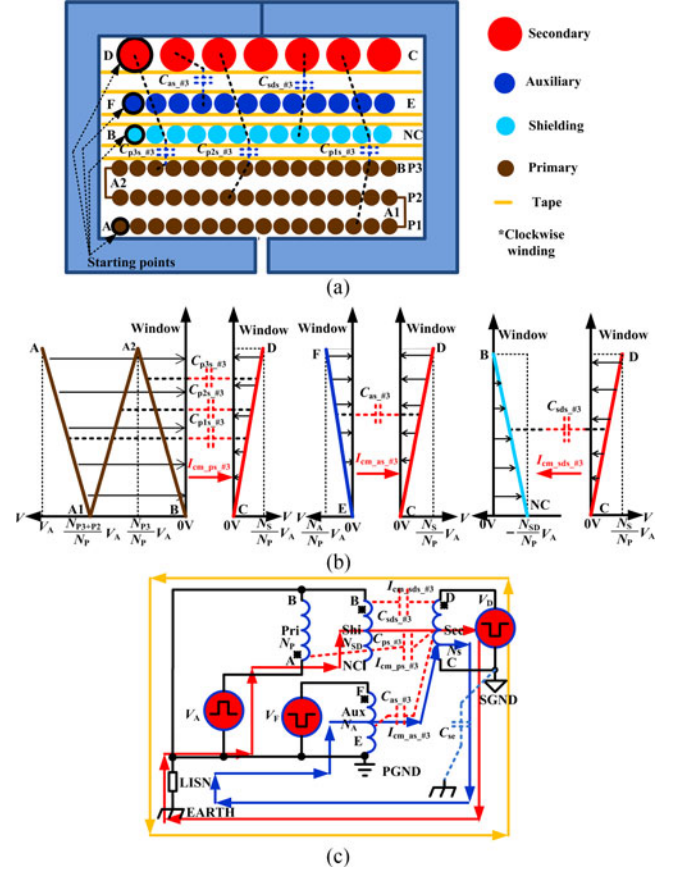 D
C
C_as_#3
C_sds_#3
F
E
B
NC
C_p3s_#3
C_p2s_#3
C_p1s_#3
B P3
A2
P2
A1
A
P1
Starting points
Secondary
Auxiliary
Shielding
Primary
Tape
*Clockwise
winding
(a)
Window
Window
Window
Window
Window
Window
A
A2
D
F
D
B
D
C_p3s_#3
C_p2s_#3
C_p1s_#3
C_as_#3
C_sds_#3
I_cm_ps_#3
I_cm_as_#3
I_cm_sds_#3
A1
B
C
E
C
NC
C
V
V_A
N_P3+P2/N_P V_A
N_P3/N_P V_A
0V
0V
N_S/N_P V_A
V
V
N_A/N_P V_A
0V
0V
N_S/N_P V_A
V
0V
-N_SD/N_P V_A
V
0V
N_S/N_P V_A
V
(b)
I_cm_sds_#3
B
B
D
V_D
C_sds_#3
Pri
Shi
Sec
N_P
N_SD
C_ps_#3
N_S
A
NC
I_cm_ps_#3
C
SGND
F
C_as_#3
V_A
V_F
Aux
N_A
C_se
E
I_cm_as_#3
LISN
PGND
EARTH
(c)